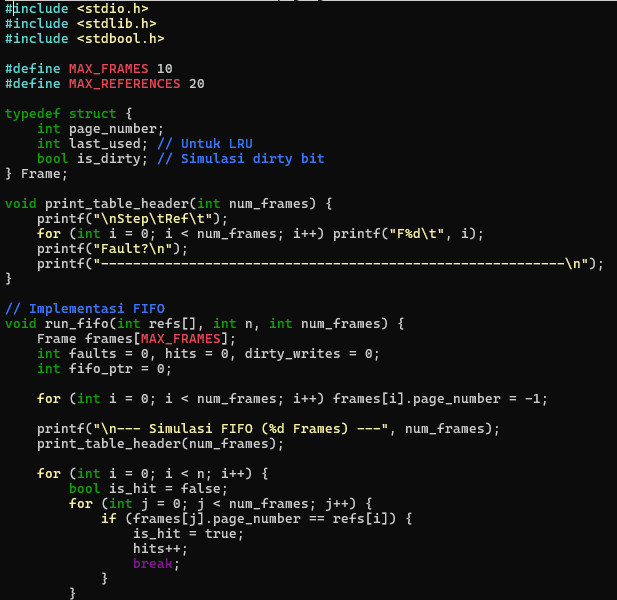 #include <stdio.h>
#include <stdlib.h>
#include <stdbool.h>

#define MAX_FRAMES 10
#define MAX_REFERENCES 20

typedef struct {
    int page_number;
    int last_used; // Untuk LRU
    bool is_dirty; // Simulasi dirty bit
} Frame;

void print_table_header(int num_frames) {
    printf("\nStep\tRef\t");
    for (int i = 0; i < num_frames; i++) printf("F%d\t", i);
    printf("Fault?\n");
    printf("----------------------------------------------------------\n");
}

// Implementasi FIFO
void run_fifo(int refs[], int n, int num_frames) {
    Frame frames[MAX_FRAMES];
    int faults = 0, hits = 0, dirty_writes = 0;
    int fifo_ptr = 0;

    for (int i = 0; i < num_frames; i++) frames[i].page_number = -1;

    printf("\n--- Simulasi FIFO (%d Frames) ---", num_frames);
    print_table_header(num_frames);

    for (int i = 0; i < n; i++) {
        bool is_hit = false;
        for (int j = 0; j < num_frames; j++) {
            if (frames[j].page_number == refs[i]) {
                is_hit = true;
                hits++;
                break;
            }
        }